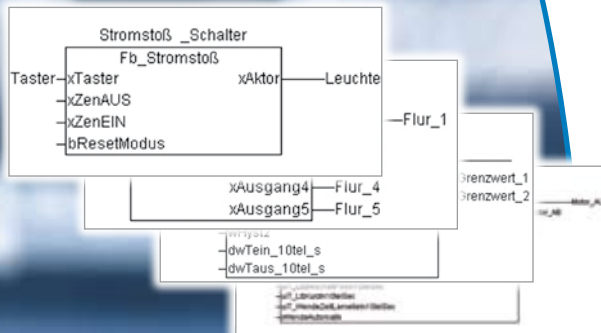 Stromstoß _Schalter
Fb_Stromstoß
Taster xTaster xAktor Leuchte
xZenAUS
xZenEIN
bResetModus
Flur_1
xAusgang4 Flur_4
xAusgang5 Flur_5
Grenzwert_1
Grenzwert_2
dwTein_10tel_s
dwTaus_10tel_s